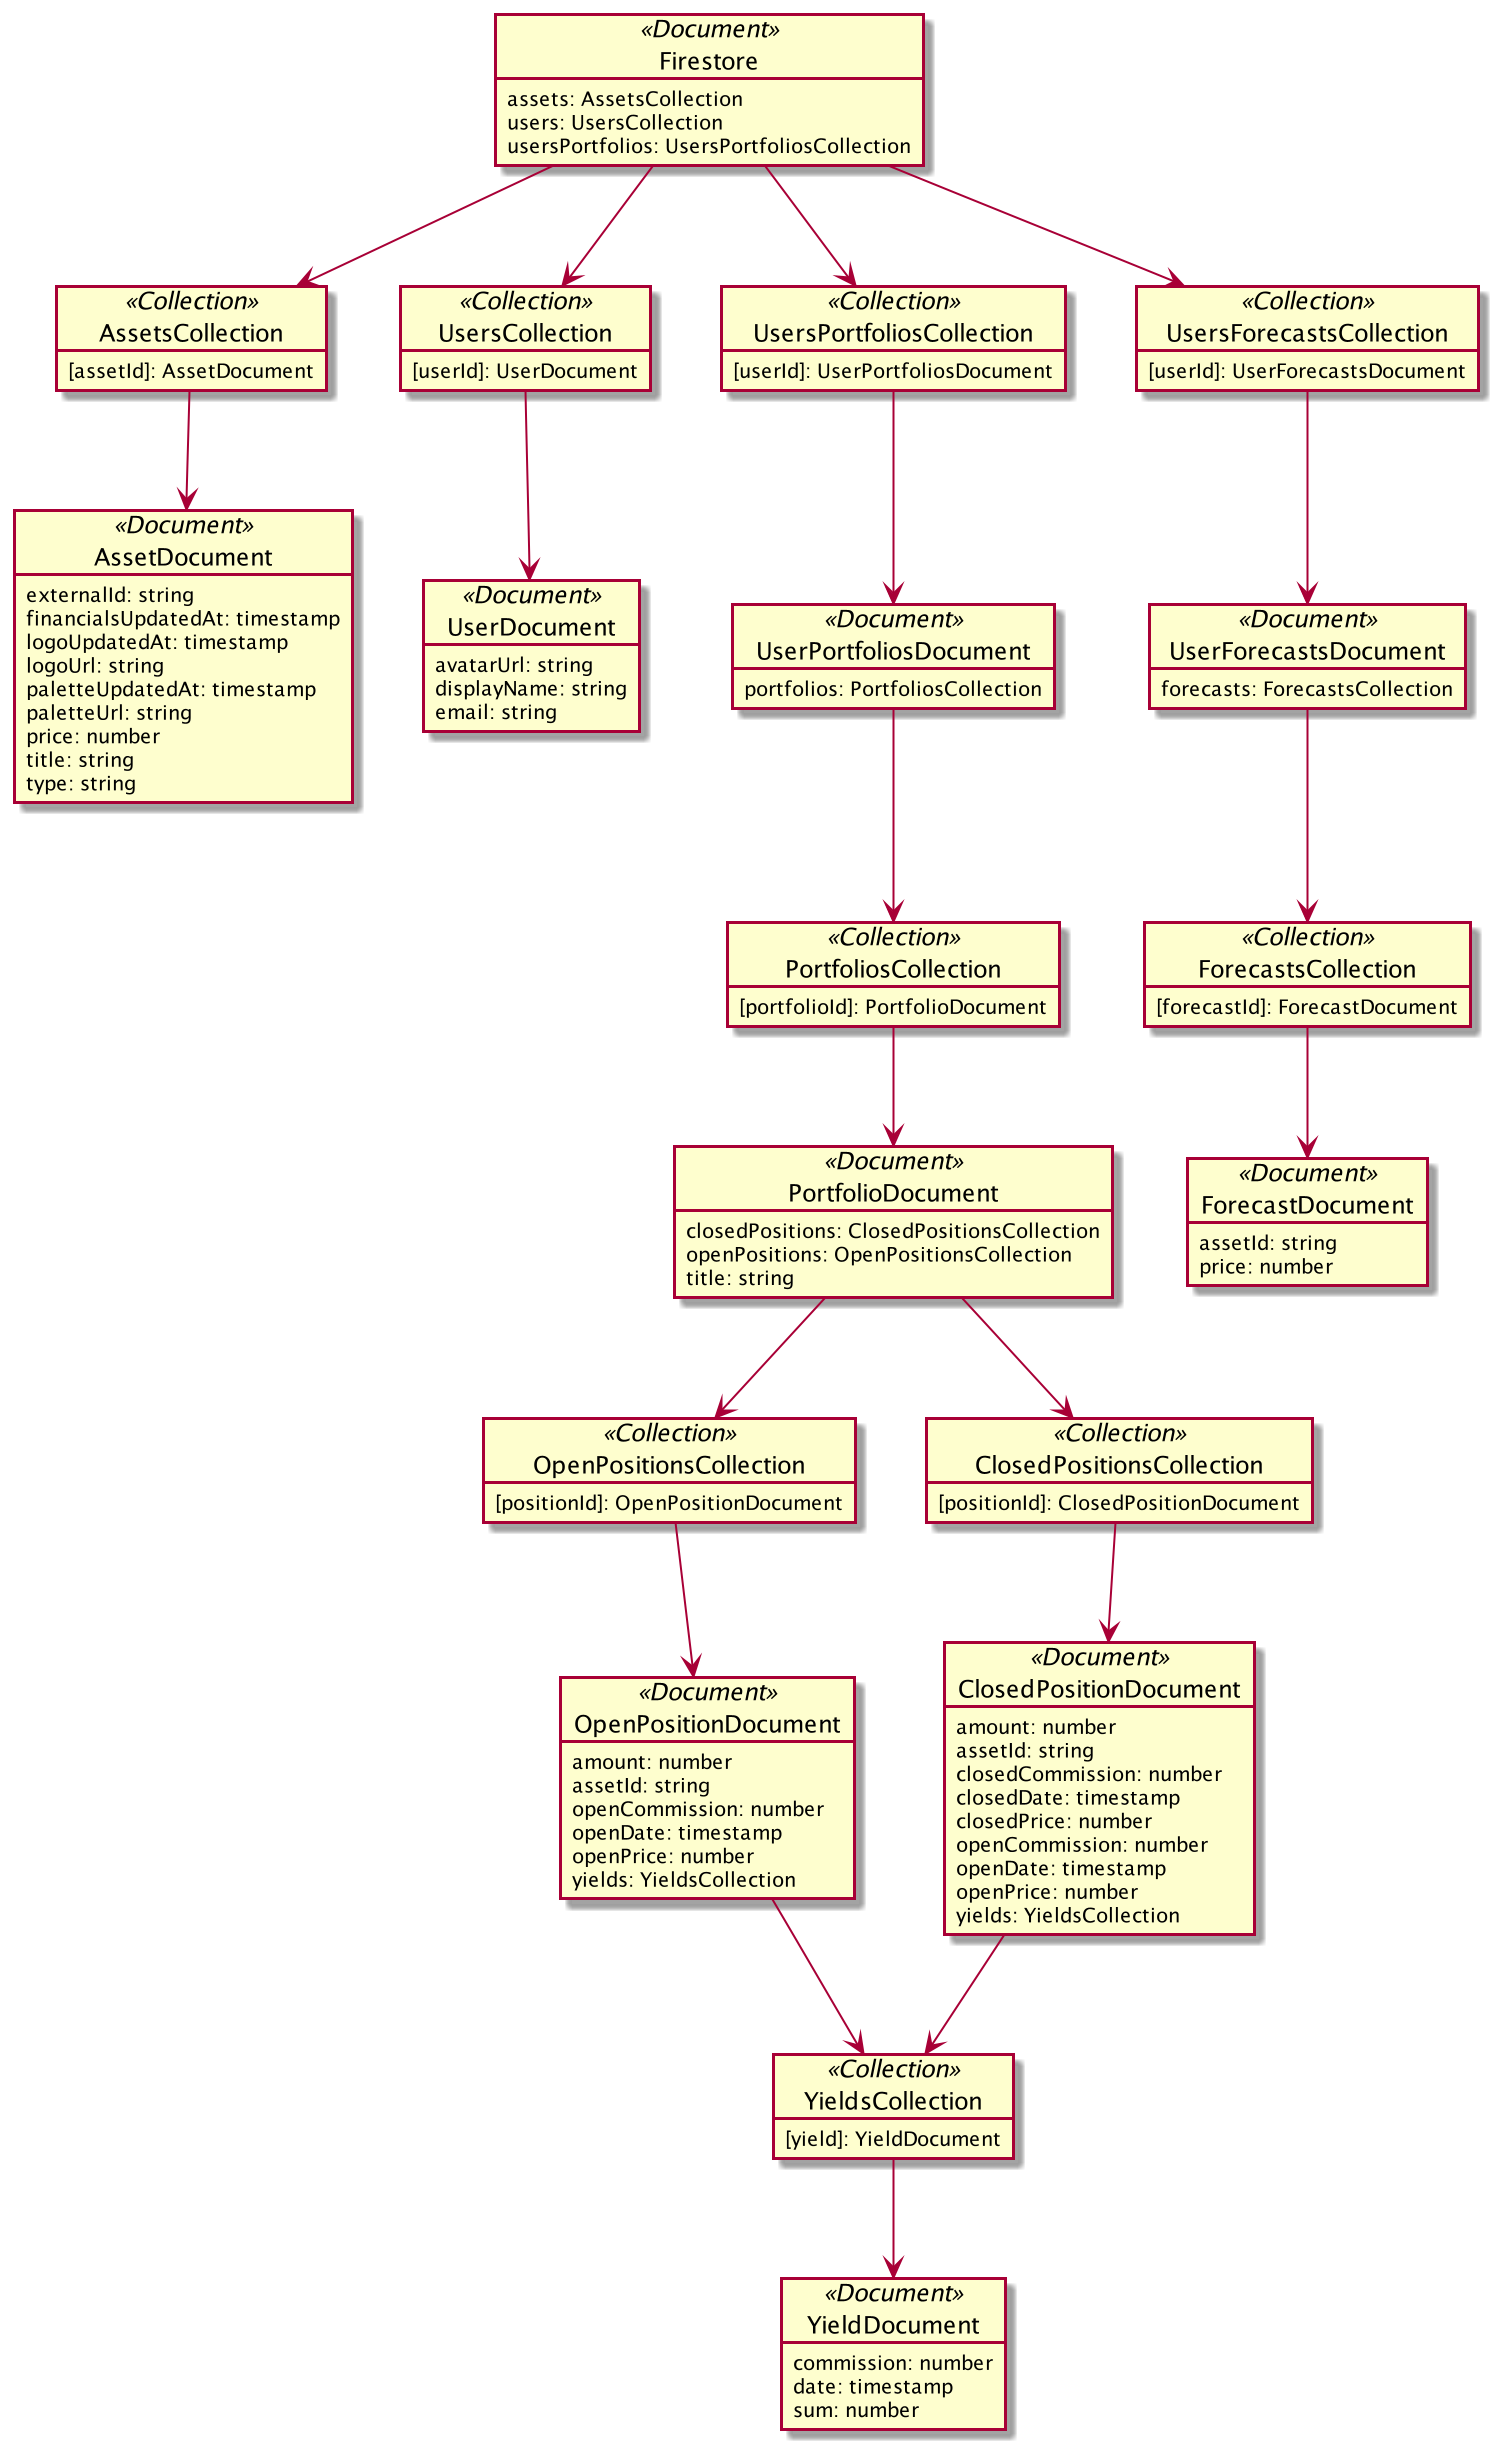 «Document»
Firestore
assets: AssetsCollection
users: UsersCollection
usersPortfolios: UsersPortfoliosCollection
«Collection»
AssetsCollection
[assetId]: AssetDocument
«Collection»
UsersCollection
[userId]: UserDocument
«Collection»
UsersPortfoliosCollection
[userId]: UserPortfoliosDocument
«Collection»
UsersForecastsCollection
[userId]: UserForecastsDocument
«Document»
AssetDocument
externalId: string
financialsUpdatedAt: timestamp
logoUpdatedAt: timestamp
logoUrl: string
paletteUpdatedAt: timestamp
paletteUrl: string
price: number
title: string
type: string
«Document»
UserDocument
avatarUrl: string
displayName: string
email: string
«Document»
UserPortfoliosDocument
portfolios: PortfoliosCollection
«Document»
UserForecastsDocument
forecasts: ForecastsCollection
«Collection»
PortfoliosCollection
[portfolioId]: PortfolioDocument
«Collection»
ForecastsCollection
[forecastId]: ForecastDocument
«Document»
PortfolioDocument
closedPositions: ClosedPositionsCollection
openPositions: OpenPositionsCollection
title: string
«Document»
ForecastDocument
assetId: string
price: number
«Collection»
OpenPositionsCollection
[positionId]: OpenPositionDocument
«Collection»
ClosedPositionsCollection
[positionId]: ClosedPositionDocument
«Document»
OpenPositionDocument
amount: number
assetId: string
openCommission: number
openDate: timestamp
openPrice: number
yields: YieldsCollection
«Document»
ClosedPositionDocument
amount: number
assetId: string
closedCommission: number
closedDate: timestamp
closedPrice: number
openCommission: number
openDate: timestamp
openPrice: number
yields: YieldsCollection
«Collection»
YieldsCollection
[yield]: YieldDocument
«Document»
YieldDocument
commission: number
date: timestamp
sum: number